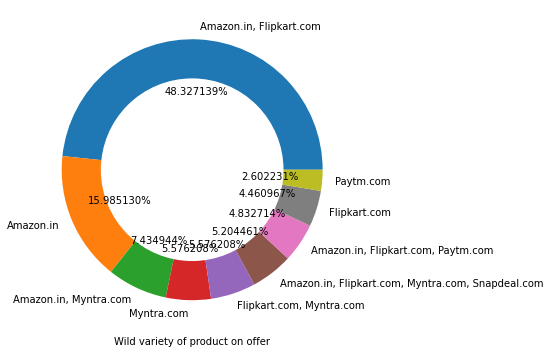 Amazon.in, Flipkart.com
48.327139%
2.602231%
Paytm.com
4.460967%
15.985130%
Flipkart.com
4.832714%
Amazon.in
5.204461%
7.434944%
5.576208%
5.576208%
Amazon.in, Flipkart.com, Paytm.com
Amazon.in, Flipkart.com, Myntra.com, Snapdeal.com
Amazon.in, Myntra.com
Flipkart.com, Myntra.com
Myntra.com
Wild variety of product on offer